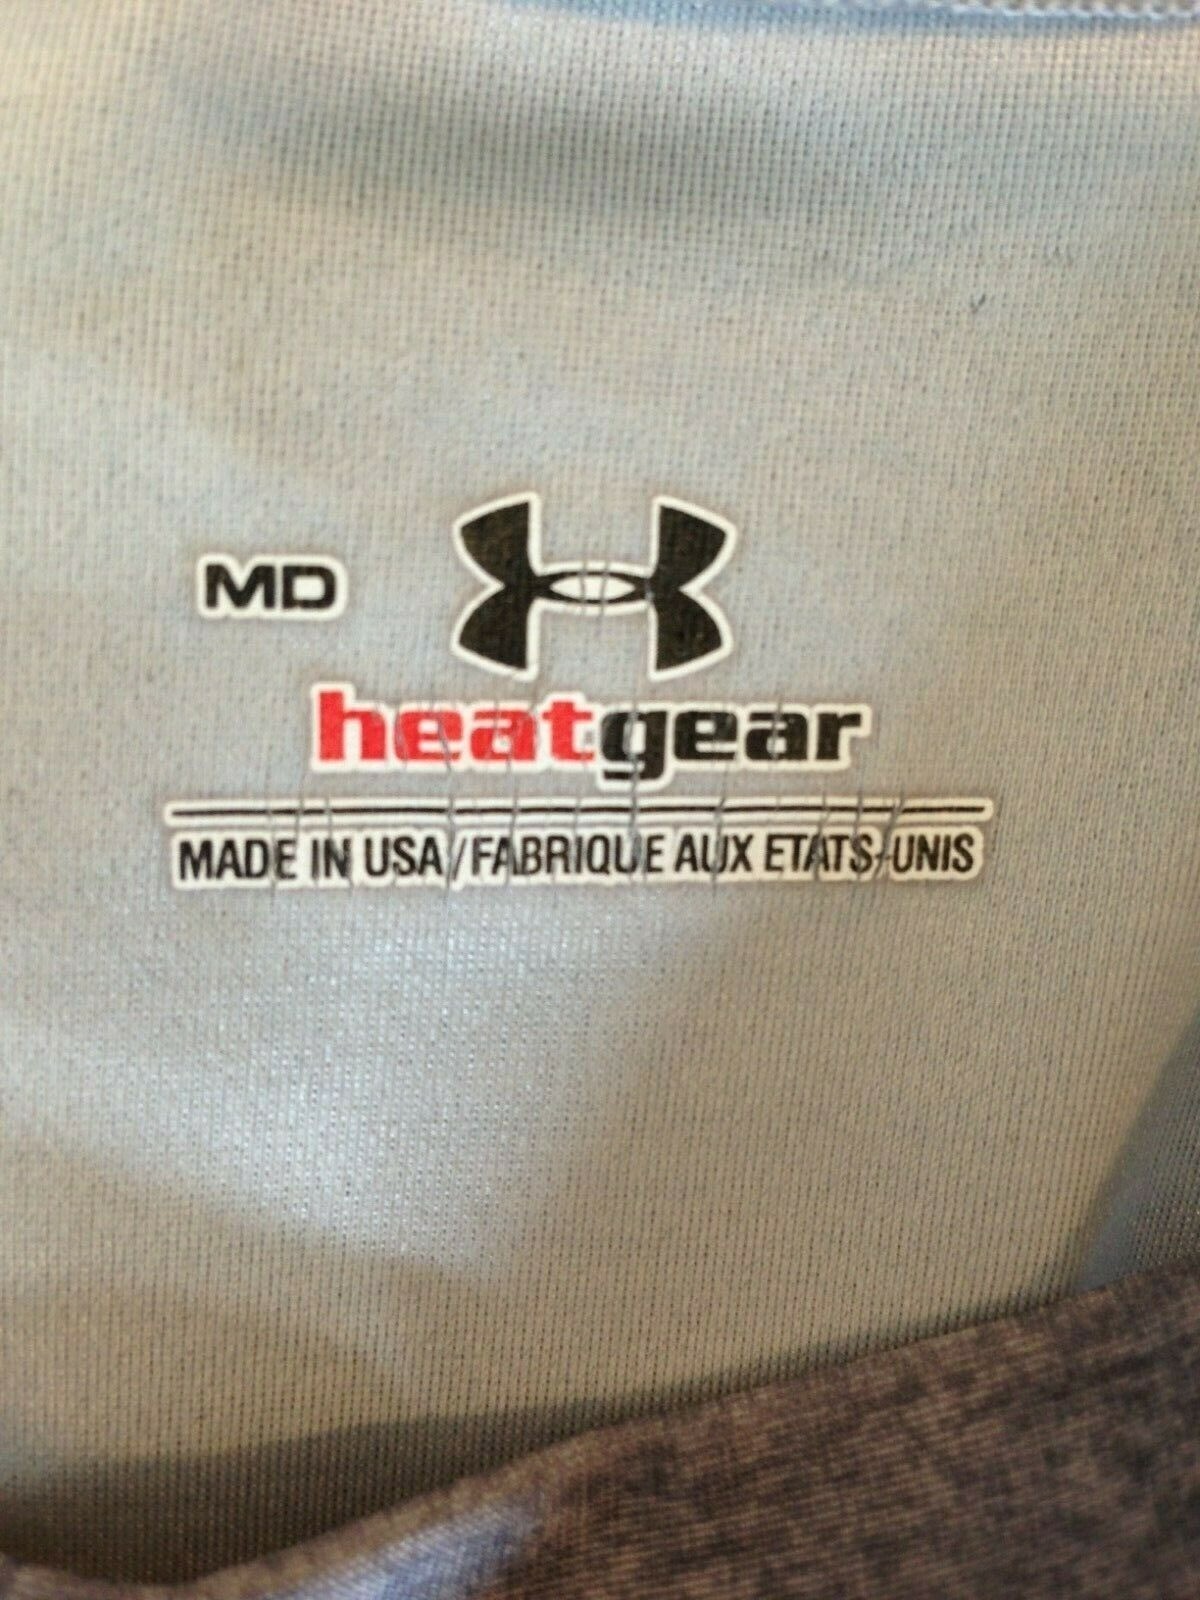 MD
heatgear
MADE IN USA/FABRIQUE AUX ETATS-UNIS